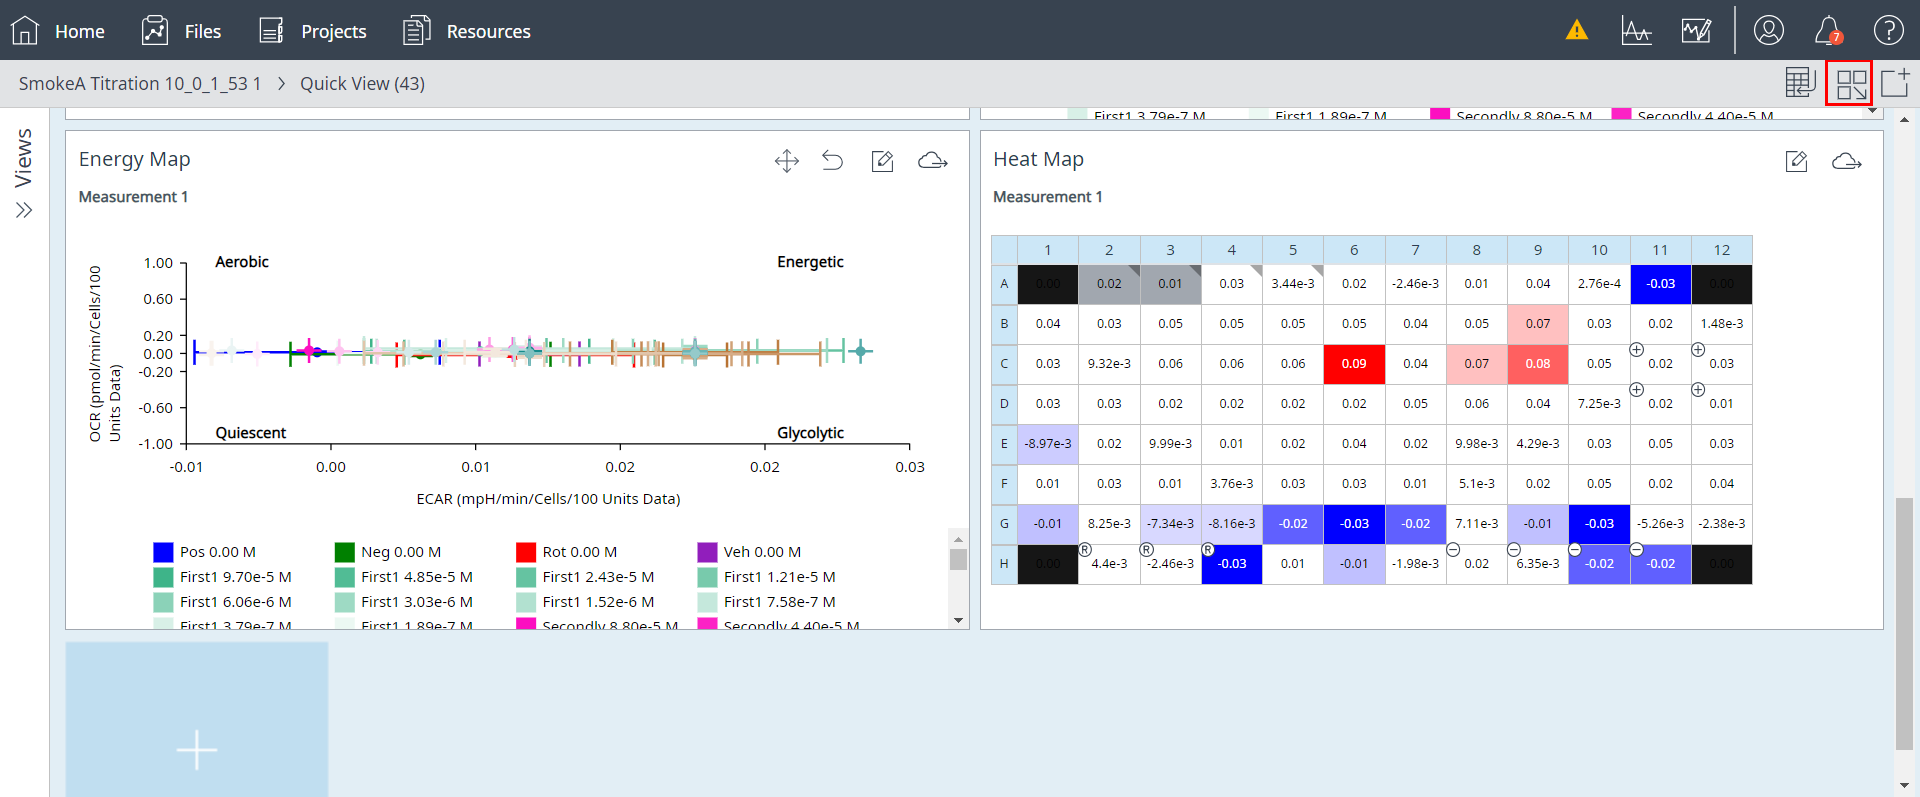 Home Files Projects Resources 7
SmokeA Titration 10_0_1_53 1 > Quick View (43)
Views
First1 3.79e-7 M First1 1.89e-7 M Secondly 8.80e-5 M Secondly 4.40e-5 M
Energy Map
Measurement 1
OCR (pmol/min/Cells/100
Units Data)
1.00
0.60
0.20
0.00
-0.20
-0.60
-1.00
Aerobic Energetic
Quiescent Glycolytic
-0.01 0.00 0.01 0.02 0.02 0.03
ECAR (mpH/min/Cells/100 Units Data)
Pos 0.00 M Neg 0.00 M Rot 0.00 M Veh 0.00 M
First1 9.70e-5 M First1 4.85e-5 M First1 2.43e-5 M First1 1.21e-5 M
First1 6.06e-6 M First1 3.03e-6 M First1 1.52e-6 M First1 7.58e-7 M
First1 3.79e-7 M First1 1.89e-7 M Secondly 8.80e-5 M Secondly 4.40e-5 M
Heat Map
Measurement 1
1 2 3 4 5 6 7 8 9 10 11 12
A 0.00 0.02 0.01 0.03 3.44e-3 0.02 -2.46e-3 0.01 0.04 2.76e-4 -0.03 0.00
B 0.04 0.03 0.05 0.05 0.05 0.05 0.04 0.05 0.07 0.03 0.02 1.48e-3
C 0.03 9.32e-3 0.06 0.06 0.06 0.09 0.04 0.07 0.08 0.05 0.02 0.03
D 0.03 0.03 0.02 0.02 0.02 0.02 0.05 0.06 0.04 7.25e-3 0.02 0.01
E -8.97e-3 0.02 9.99e-3 0.01 0.02 0.04 0.02 9.98e-3 4.29e-3 0.03 0.05 0.03
F 0.01 0.03 0.01 3.76e-3 0.03 0.03 0.01 5.1e-3 0.02 0.05 0.02 0.04
G -0.01 8.25e-3 -7.34e-3 -8.16e-3 -0.02 -0.03 -0.02 7.11e-3 -0.01 -0.03 -5.26e-3 -2.38e-3
R R R
H 0.00 4.4e-3 -2.46e-3 -0.03 0.01 -0.01 -1.98e-3 0.02 6.35e-3 -0.02 -0.02 0.00